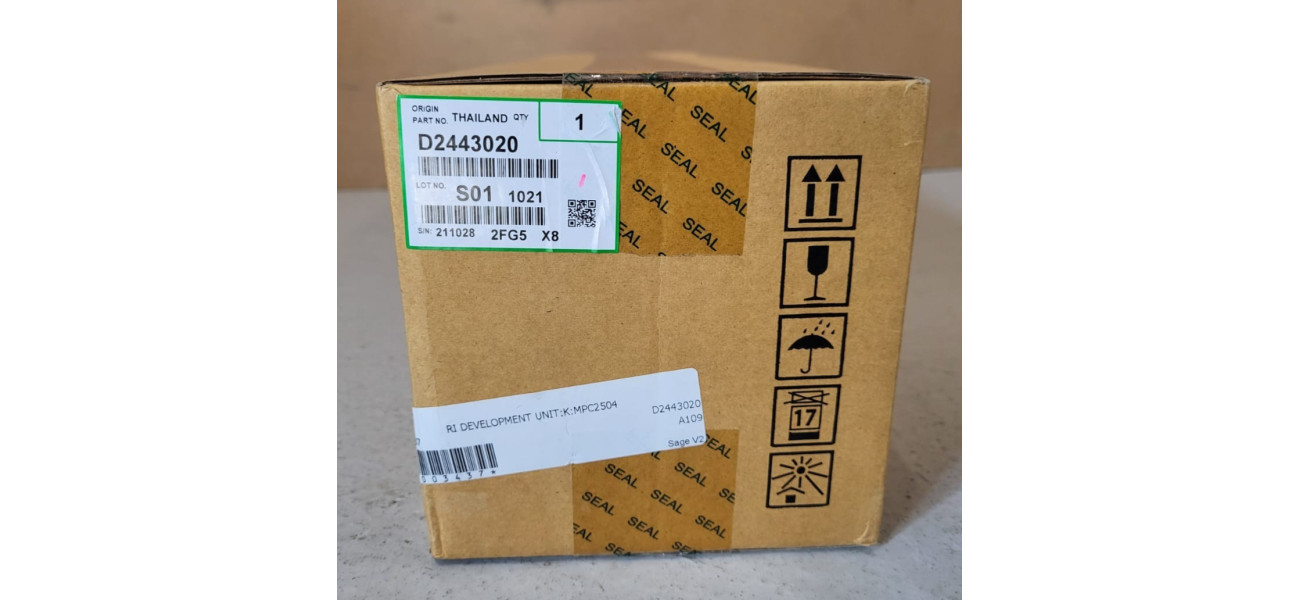 ORIGIN
PART NO. THAILAND QTY 1
D2443020
LOT NO. S01 1021
S/N: 211028 2FG5 X8
SEAL
SEAL
SEAL
SEAL
SEAL
SEAL
17
RI DEVELOPMENT UNIT:K:MPC2504 D2443020
A109
Sage V2
SEAL
SEAL
SEAL
SEAL
SEAL
SEAL
SEAL